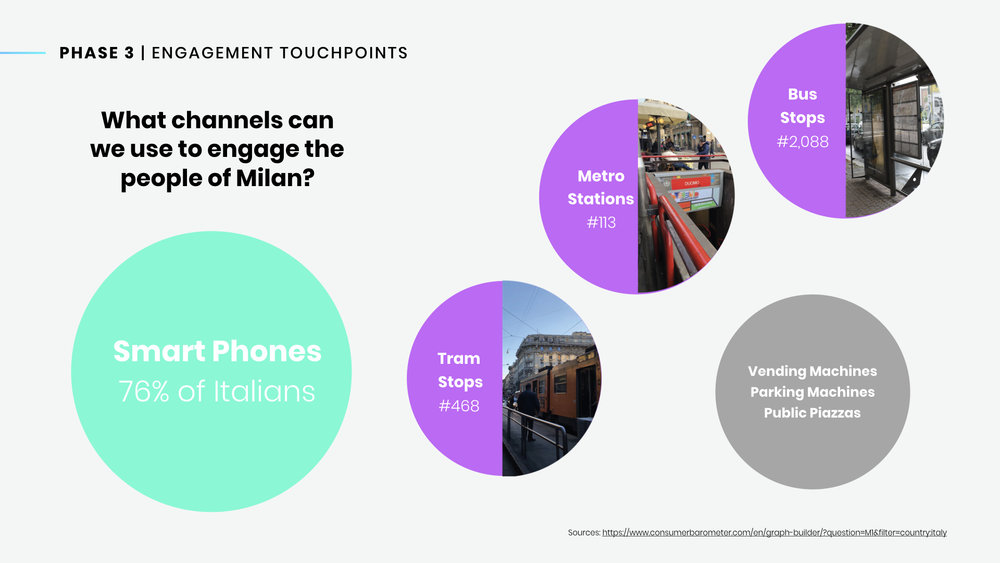 PHASE 3 | ENGAGEMENT TOUCHPOINTS
What channels can
we use to engage the
people of Milan?
Smart Phones
76% of Italians
Tram
Stops
#468
Metro
Stations
#113
DUOMO
Bus
Stops
#2,088
Vending Machines
Parking Machines
Public Piazzas
Sources: https://www.consumerbarometer.com/en/graph-builder/?question=M1&filter=country:italy